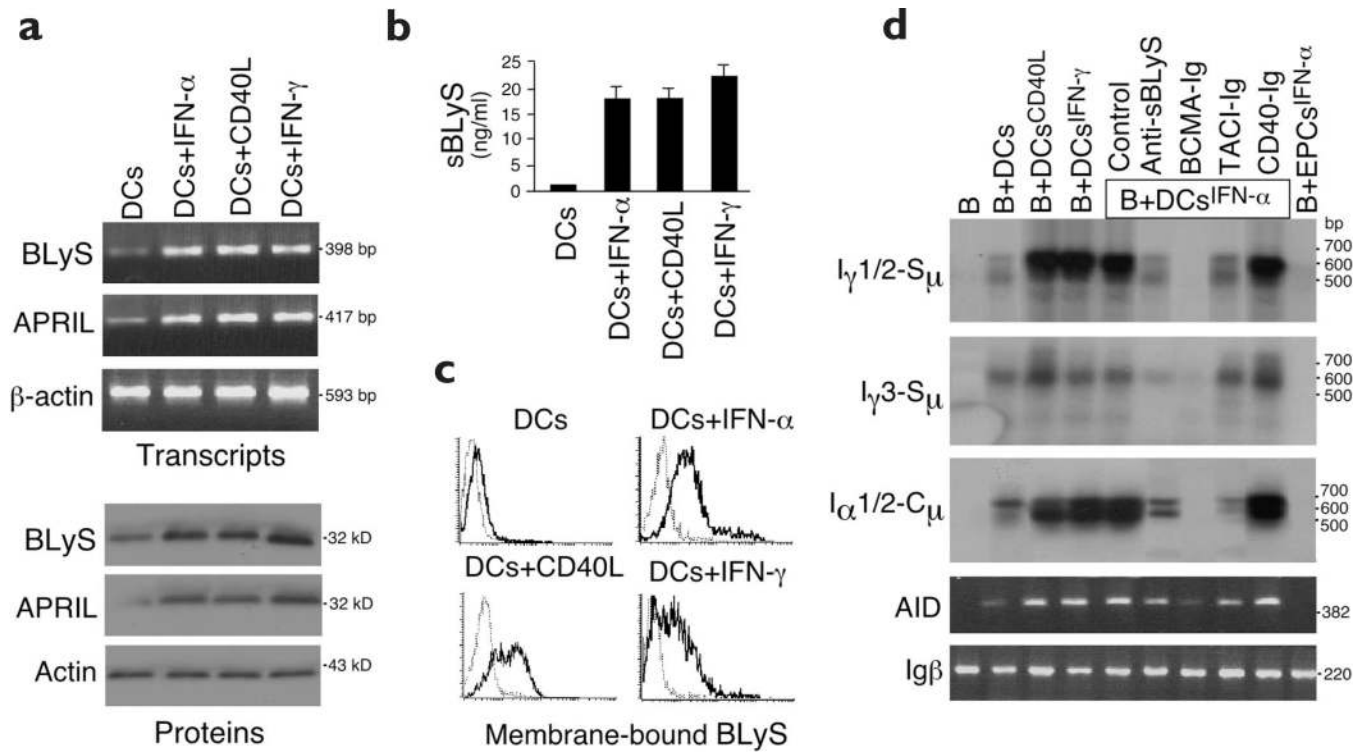 a
DCs
DCs+IFN-α
DCs+CD40L
DCs+IFN-γ
BLyS
-398 bp
APRIL
-417 bp
β-actin
-593 bp
Transcripts
BLyS
-32 kD
APRIL
-32 kD
Actin
-43 kD
Proteins
b
sBLyS
(ng/ml)
25
20
15
10
5
0
DCs
DCs+IFN-α
DCs+CD40L
DCs+IFN-γ
c
DCs
DCs+IFN-α
DCs+CD40L
DCs+IFN-γ
Membrane-bound BLyS
d
B
B+DCs
B+DCsCD40L
B+DCsIFN-γ
Control
Anti-sBLyS
BCMA-Ig
TACI-Ig
CD40-Ig
B+EPCsIFN-α
B+DCsIFN-α
bp
Iγ1/2-Sμ
700
600
500
Iγ3-Sμ
700
600
500
Iα1/2-Cμ
700
600
500
AID
382
Igβ
220